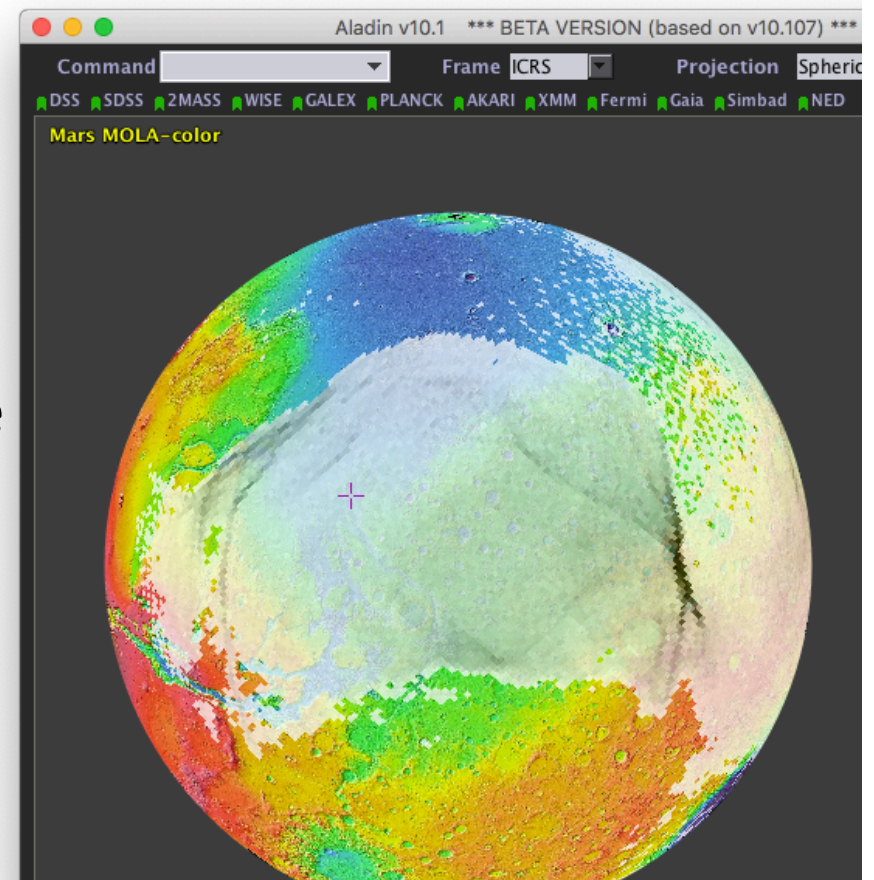 Aladin v10.1 *** BETA VERSION (based on v10.107) ***
Command Frame ICRS Projection Spheric
DSS SDSS 2MASS WISE GALEX PLANCK AKARI XMM Fermi Gaia Simbad NED
Mars MOLA-color
e